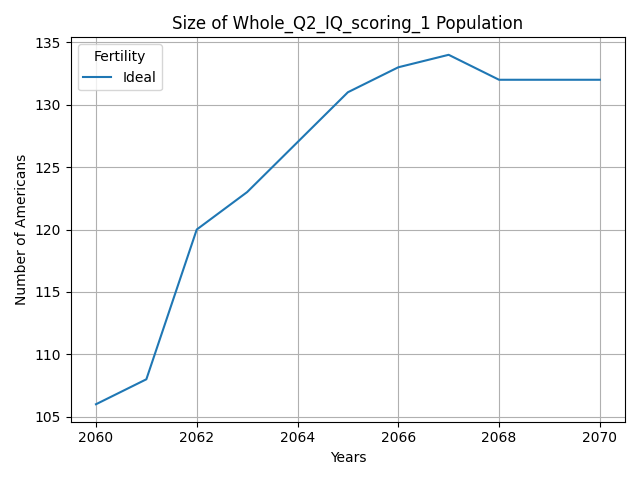 Size of Whole_Q2_IQ_scoring_1 Population
Fertility
Ideal
Number of Americans
135
130
125
120
115
110
105
2060 2062 2064 2066 2068 2070
Years